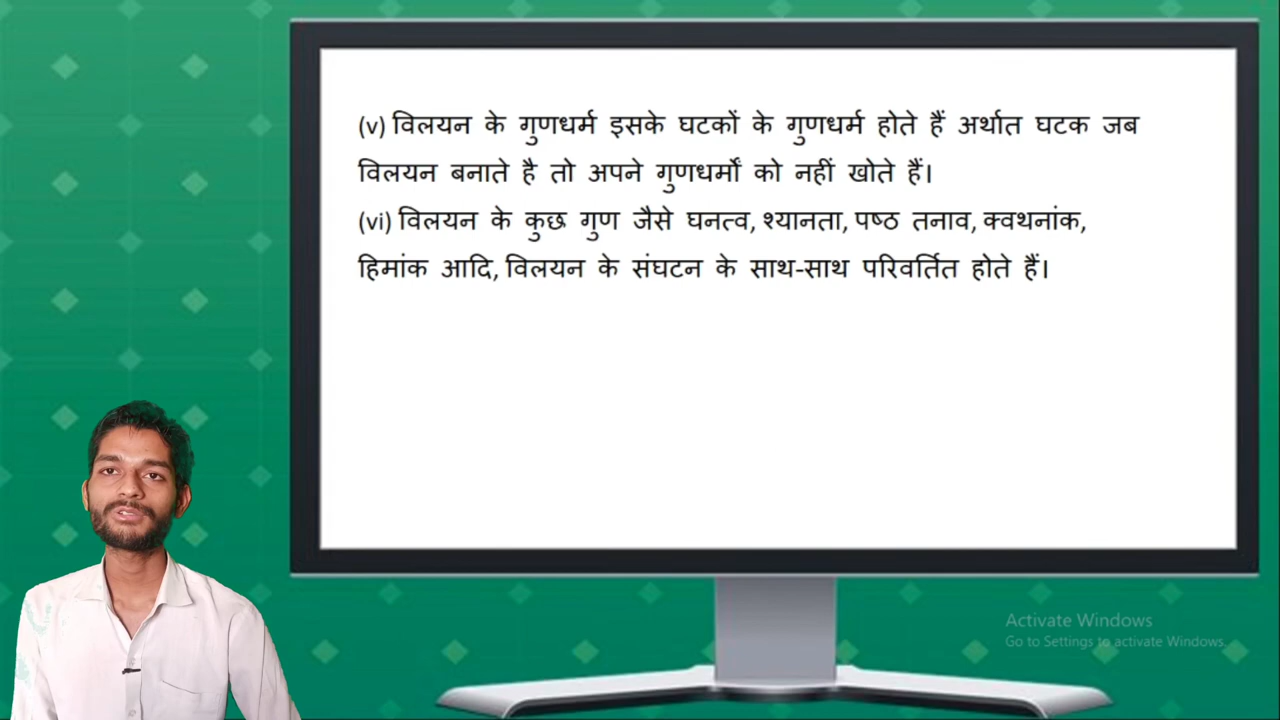 (v) विलयन के गुणधर्म इसके घटकों के गुणधर्म होते हैं अर्थात घटक जब
विलयन बनाते है तो अपने गुणधर्मों को नहीं खोते हैं।
(vi) विलयन के कुछ गुण जैसे घनत्व, श्यानता, पष्ठ तनाव, क्वथनांक,
हिमांक आदि, विलयन के संघटन के साथ-साथ परिवर्तित होते हैं।
Activate Windows
Go to Settings to activate Windows.